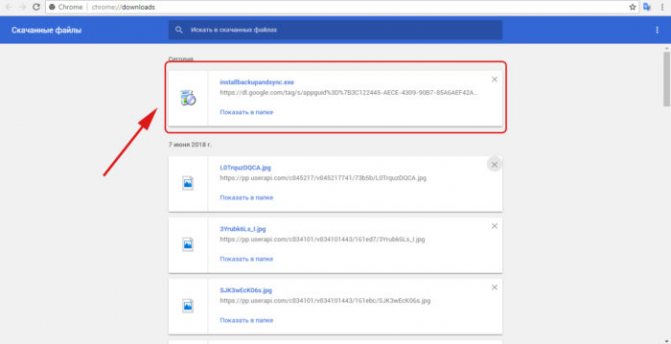 Chrome | chrome://downloads
Скачанные файлы
Искать в скачанных файлах
Сегодня
installbackupandsync.exe
https://dl.google.com/tag/s/appguid%3D%7B3C122445-AECE-4309-90B7-85A6AEF42A...
Показать в папке
7 июня 2018 г.
L0TrquzDQCA.jpg
https://pp.userapi.com/c845217/v845217741/73b5b/L0TrquzDQCA.jpg
Показать в папке
3Yrubk6Ls_I.jpg
https://pp.userapi.com/c834101/v834101443/161ed7/3Yrubk6Ls_I.jpg
Показать в папке
SJK3wEcKO6s.jpg
https://pp.userapi.com/c834101/v834101443/161ebc/SJK3wEcKO6s.jpg
Показать в папке